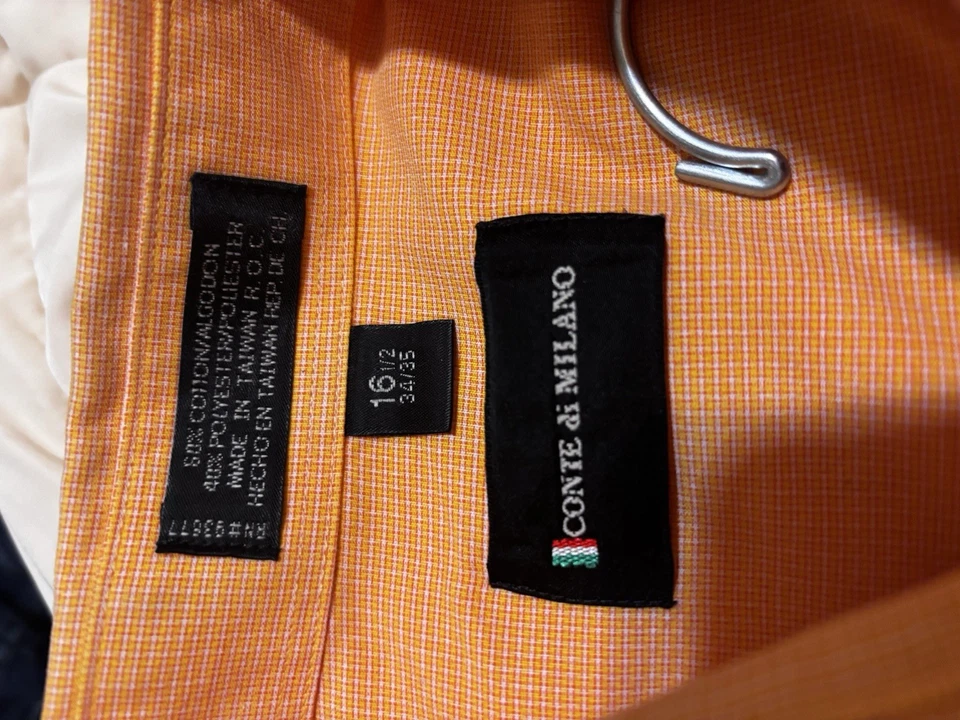 CONTE di MILANO
16 1/2
34/35
60% COTTON/ALGODON
40% POLYESTER/POLIESTER
MADE IN TAIWAN R.O.C.
HECHO EN TAIWAN REP. DE CH.
RN
#